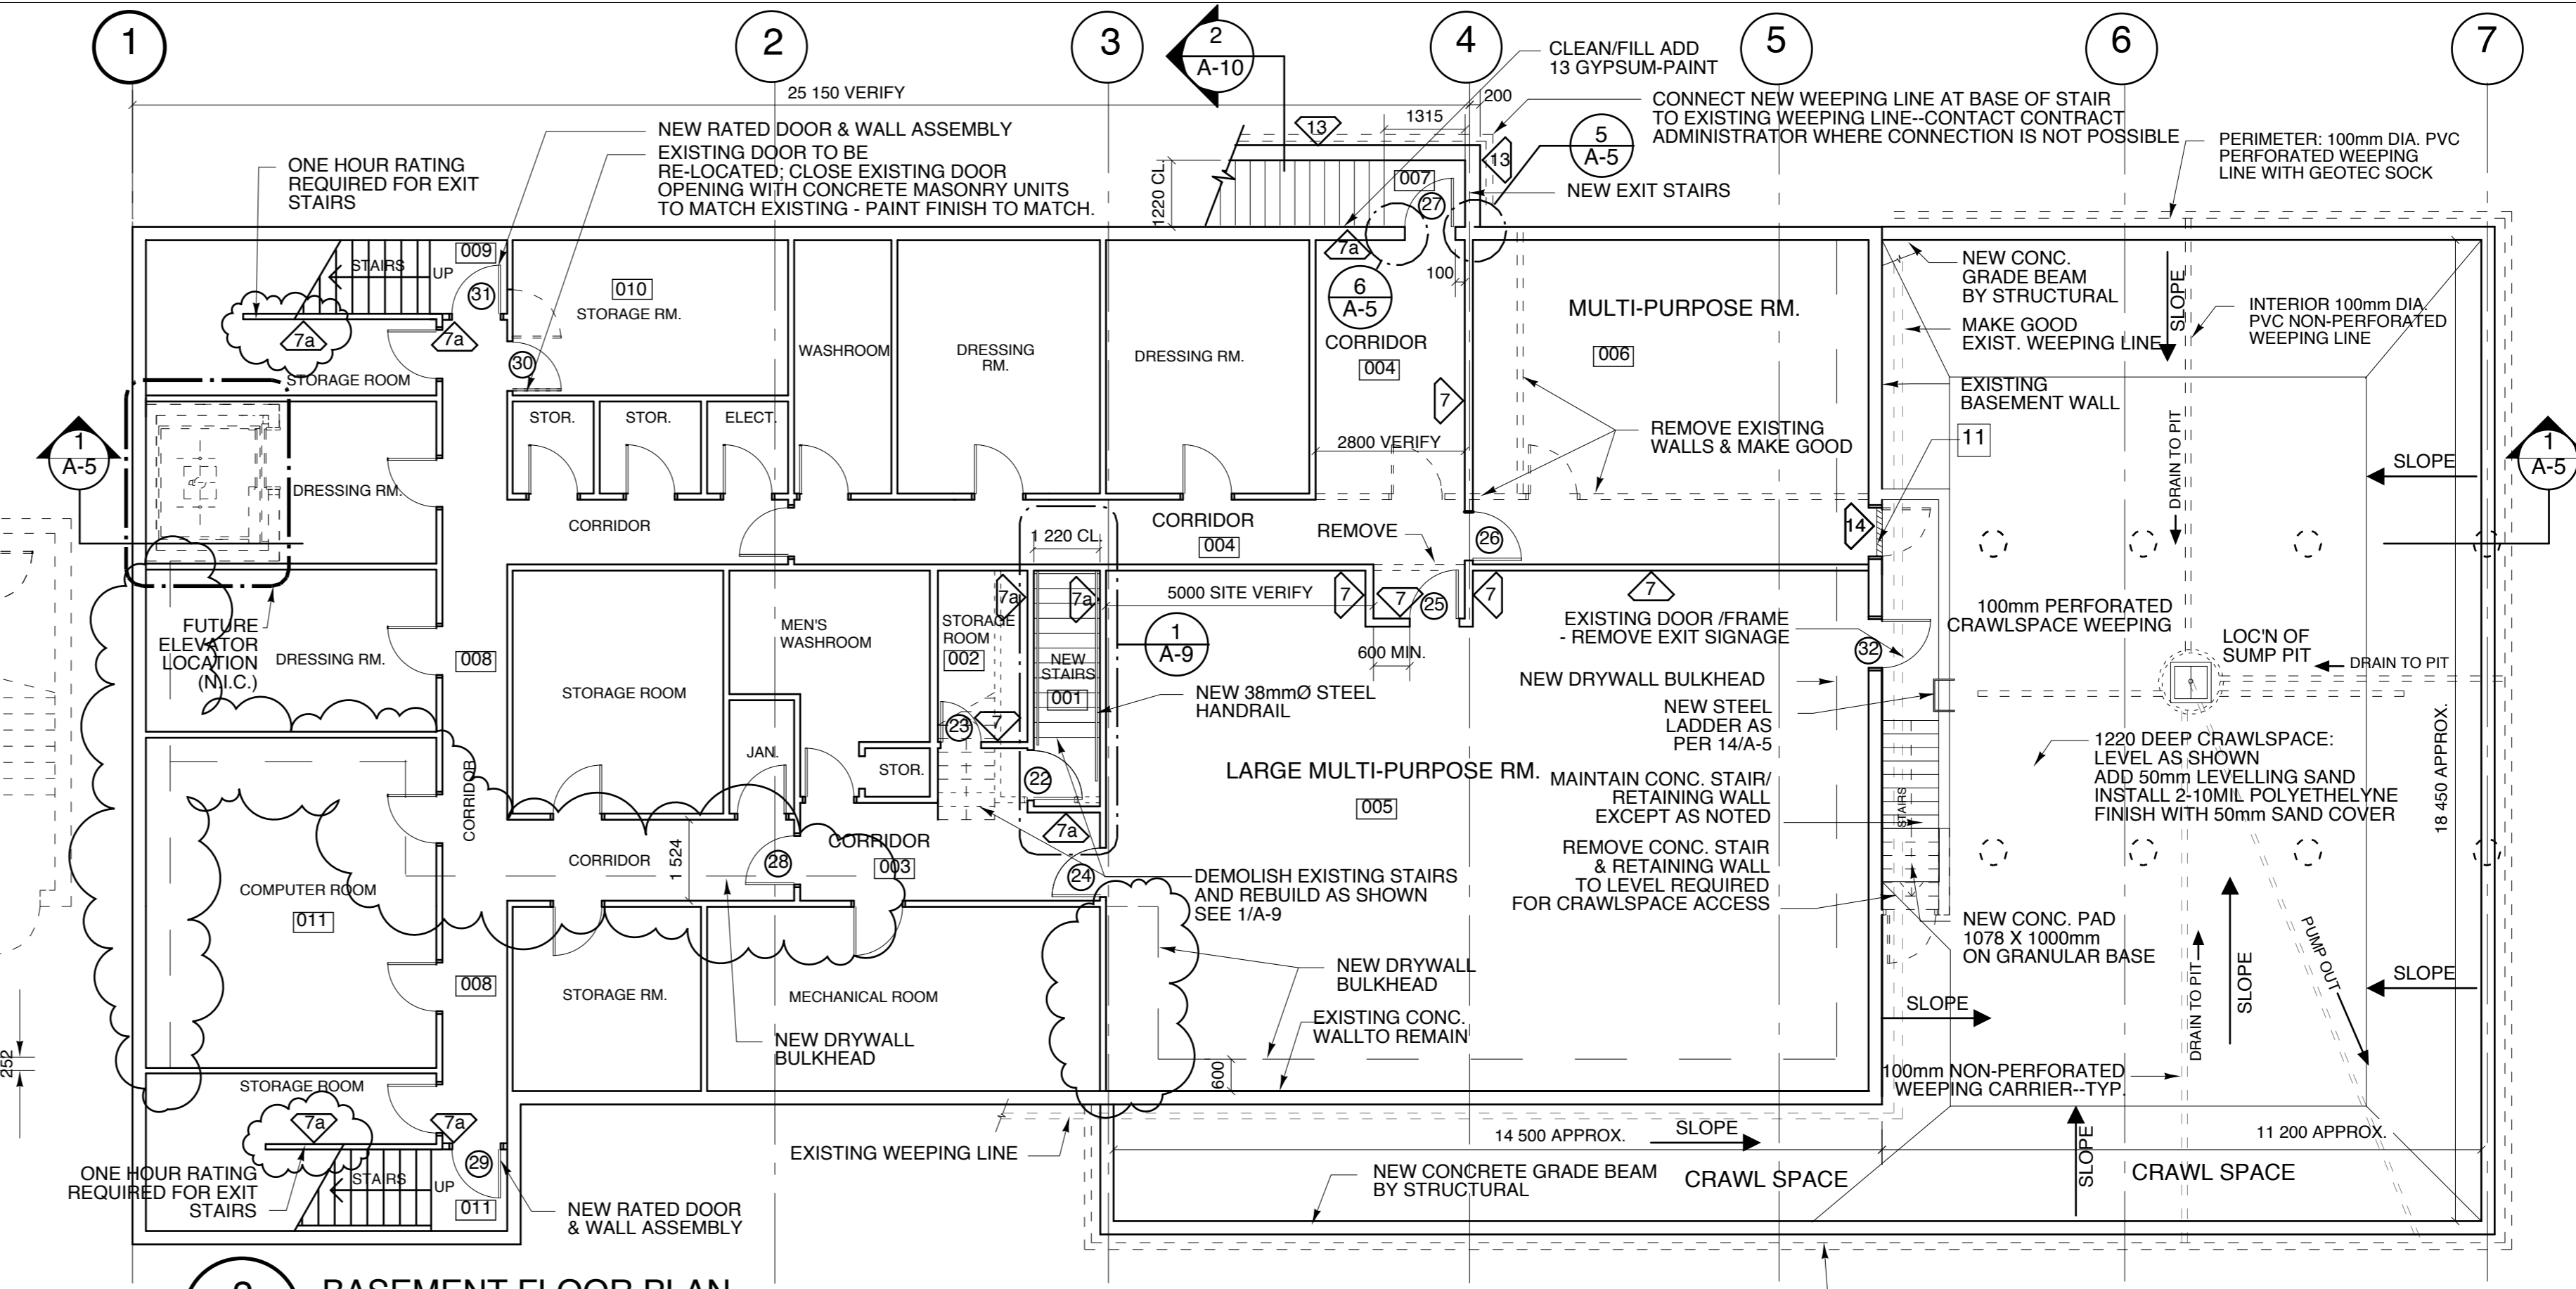 1
2
3
4
5
6
7
2
A-10
CLEAN/FILL ADD
13 GYPSUM-PAINT
25 150 VERIFY
200
1315
CONNECT NEW WEEPING LINE AT BASE OF STAIR
TO EXISTING WEEPING LINE--CONTACT CONTRACT
ADMINISTRATOR WHERE CONNECTION IS NOT POSSIBLE
PERIMETER: 100mm DIA. PVC
PERFORATED WEEPING
LINE WITH GEOTEC SOCK
NEW RATED DOOR & WALL ASSEMBLY
EXISTING DOOR TO BE
RE-LOCATED; CLOSE EXISTING DOOR
OPENING WITH CONCRETE MASONRY UNITS
TO MATCH EXISTING - PAINT FINISH TO MATCH.
ONE HOUR RATING
REQUIRED FOR EXIT
STAIRS
13
13
5
A-5
1220 CL.
007
27
NEW EXIT STAIRS
009
STAIRS
UP
31
010
STORAGE RM.
7a
7a
30
STORAGE ROOM
WASHROOM
DRESSING
RM.
DRESSING RM.
7a
100
6
A-5
CORRIDOR
004
7
MULTI-PURPOSE RM.
006
NEW CONC.
GRADE BEAM
BY STRUCTURAL
MAKE GOOD
EXIST. WEEPING LINE
SLOPE
INTERIOR 100mm DIA.
PVC NON-PERFORATED
WEEPING LINE
EXISTING
BASEMENT WALL
11
STOR.
STOR.
ELECT.
2800 VERIFY
REMOVE EXISTING
WALLS & MAKE GOOD
DRAIN TO PIT
SLOPE
1
A-5
1
A-5
DRESSING RM.
CORRIDOR
1 220 CL.
CORRIDOR
004
REMOVE
26
14
FUTURE
ELEVATOR
LOCATION
(N.I.C.)
DRESSING RM.
008
STORAGE ROOM
MEN'S
WASHROOM
STORAGE
ROOM
002
7a
7a
NEW
STAIRS
001
5000 SITE VERIFY
1
A-9
7
7
25
7
7
600 MIN.
EXISTING DOOR /FRAME
- REMOVE EXIT SIGNAGE
32
100mm PERFORATED
CRAWLSPACE WEEPING
LOC'N OF
SUMP PIT
DRAIN TO PIT
NEW DRYWALL BULKHEAD
NEW 38mmØ STEEL
HANDRAIL
NEW STEEL
LADDER AS
PER 14/A-5
23
7
JAN.
STOR.
22
LARGE MULTI-PURPOSE RM.
005
MAINTAIN CONC. STAIR/
RETAINING WALL
EXCEPT AS NOTED
STAIRS
1220 DEEP CRAWLSPACE:
LEVEL AS SHOWN
ADD 50mm LEVELLING SAND
INSTALL 2-10MIL POLYETHELYNE
FINISH WITH 50mm SAND COVER
18 450 APPROX.
CORRIDOR
7a
CORRIDOR
1 524
28
CORRIDOR
003
24
DEMOLISH EXISTING STAIRS
AND REBUILD AS SHOWN
SEE 1/A-9
REMOVE CONC. STAIR
& RETAINING WALL
TO LEVEL REQUIRED
FOR CRAWLSPACE ACCESS
COMPUTER ROOM
011
NEW CONC. PAD
1078 X 1000mm
ON GRANULAR BASE
PUMP OUT
DRAIN TO PIT
SLOPE
SLOPE
008
STORAGE RM.
MECHANICAL ROOM
NEW DRYWALL
BULKHEAD
SLOPE
EXISTING CONC.
WALLTO REMAIN
NEW DRYWALL
BULKHEAD
252
600
100mm NON-PERFORATED
WEEPING CARRIER--TYP.
STORAGE ROOM
7a
7a
EXISTING WEEPING LINE
14 500 APPROX.
SLOPE
SLOPE
11 200 APPROX.
ONE HOUR RATING
REQUIRED FOR EXIT
STAIRS
STAIRS
UP
29
011
NEW RATED DOOR
& WALL ASSEMBLY
NEW CONCRETE GRADE BEAM
BY STRUCTURAL
CRAWL SPACE
CRAWL SPACE
BASEMENT FLOOR PLAN